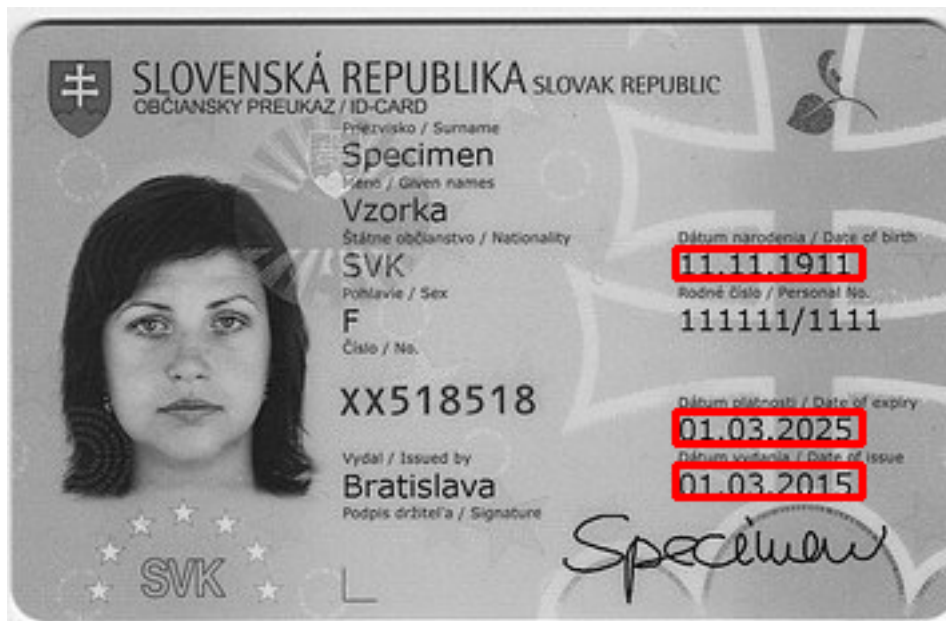 SLOVENSKÁ REPUBLIKA SLOVAK REPUBLIC
OBČIANSKY PREUKAZ / ID-CARD
Priezvisko / Surname
Specimen
Meno / Given names
Vzorka
Štátne občianstvo / Nationality
SVK
Pohlavie / Sex
F
Číslo / No.
XX518518
Vydal / Issued by
Bratislava
Podpis držiteľa / Signature
Dátum narodenia / Date of birth
11.11.1911
Rodné číslo / Personal No.
111111/1111
Dátum platnosti / Date of expiry
01.03.2025
Dátum vydania / Date of issue
01.03.2015
Specimen
SVK